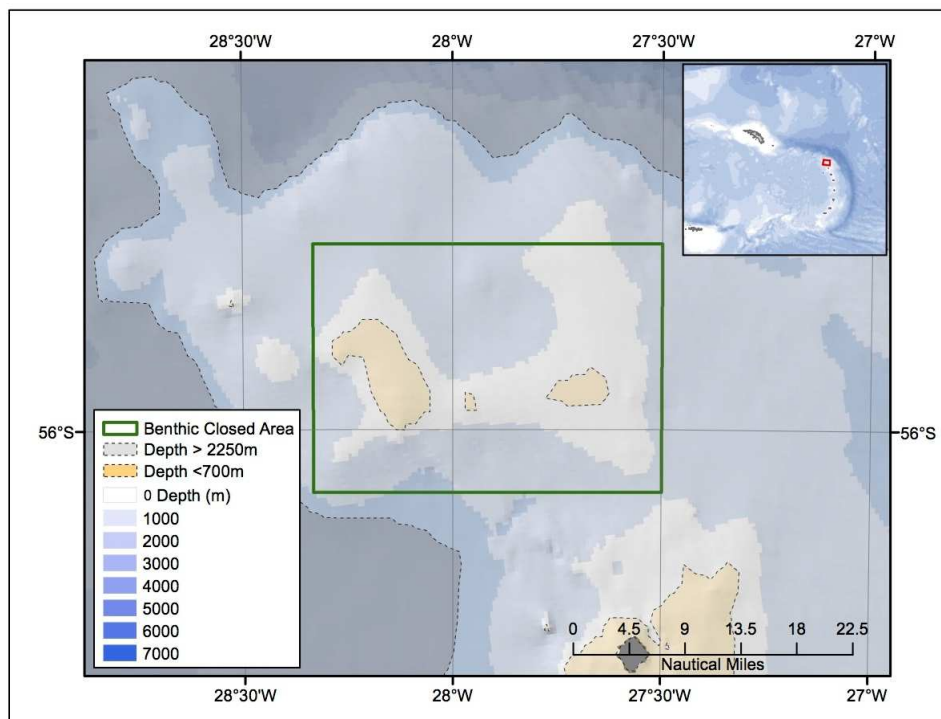 28°30'W 28°W 27°30'W 27°W
56°S 56°S
Benthic Closed Area
Depth > 2250m
Depth <700m
0 Depth (m)
1000
2000
3000
4000
5000
6000
7000
0 4.5 9 13.5 18 22.5
Nautical Miles
28°30'W 28°W 27°30'W 27°W